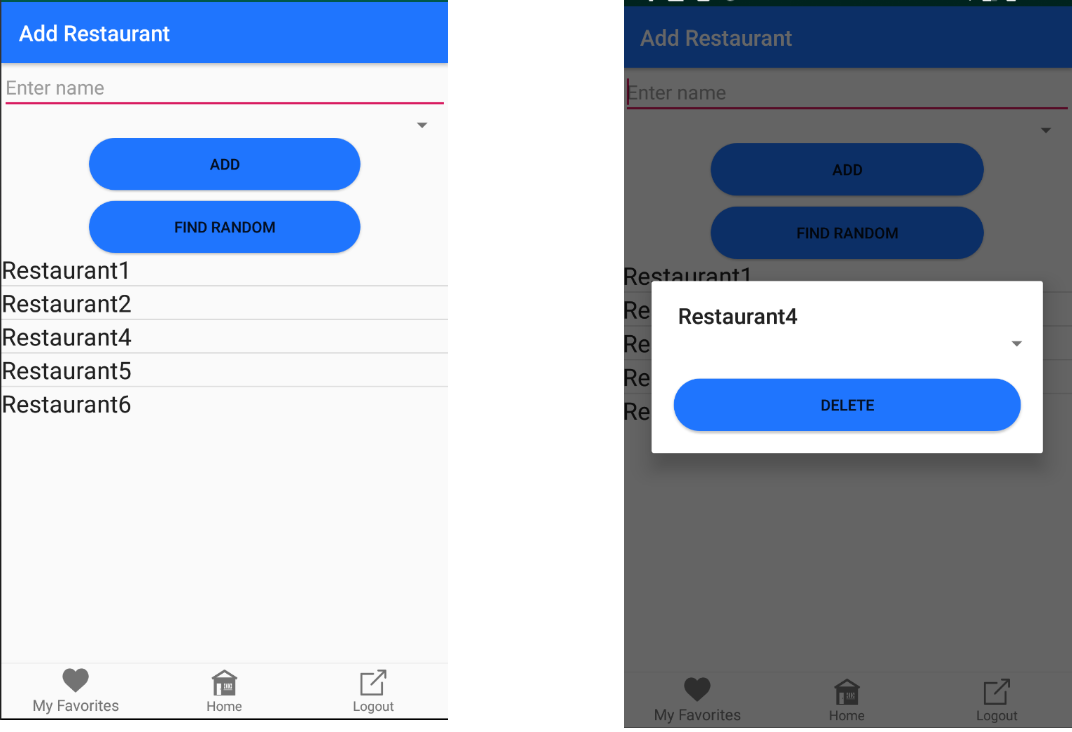 Add Restaurant
Enter name
ADD
FIND RANDOM
Restaurant1
Restaurant2
Restaurant4
Restaurant5
Restaurant6
My Favorites Home Logout
Add Restaurant
Enter name
ADD
FIND RANDOM
Restaurant1
Re
Restaurant4
Re
Re
DELETE
Re
My Favorites Home Logout